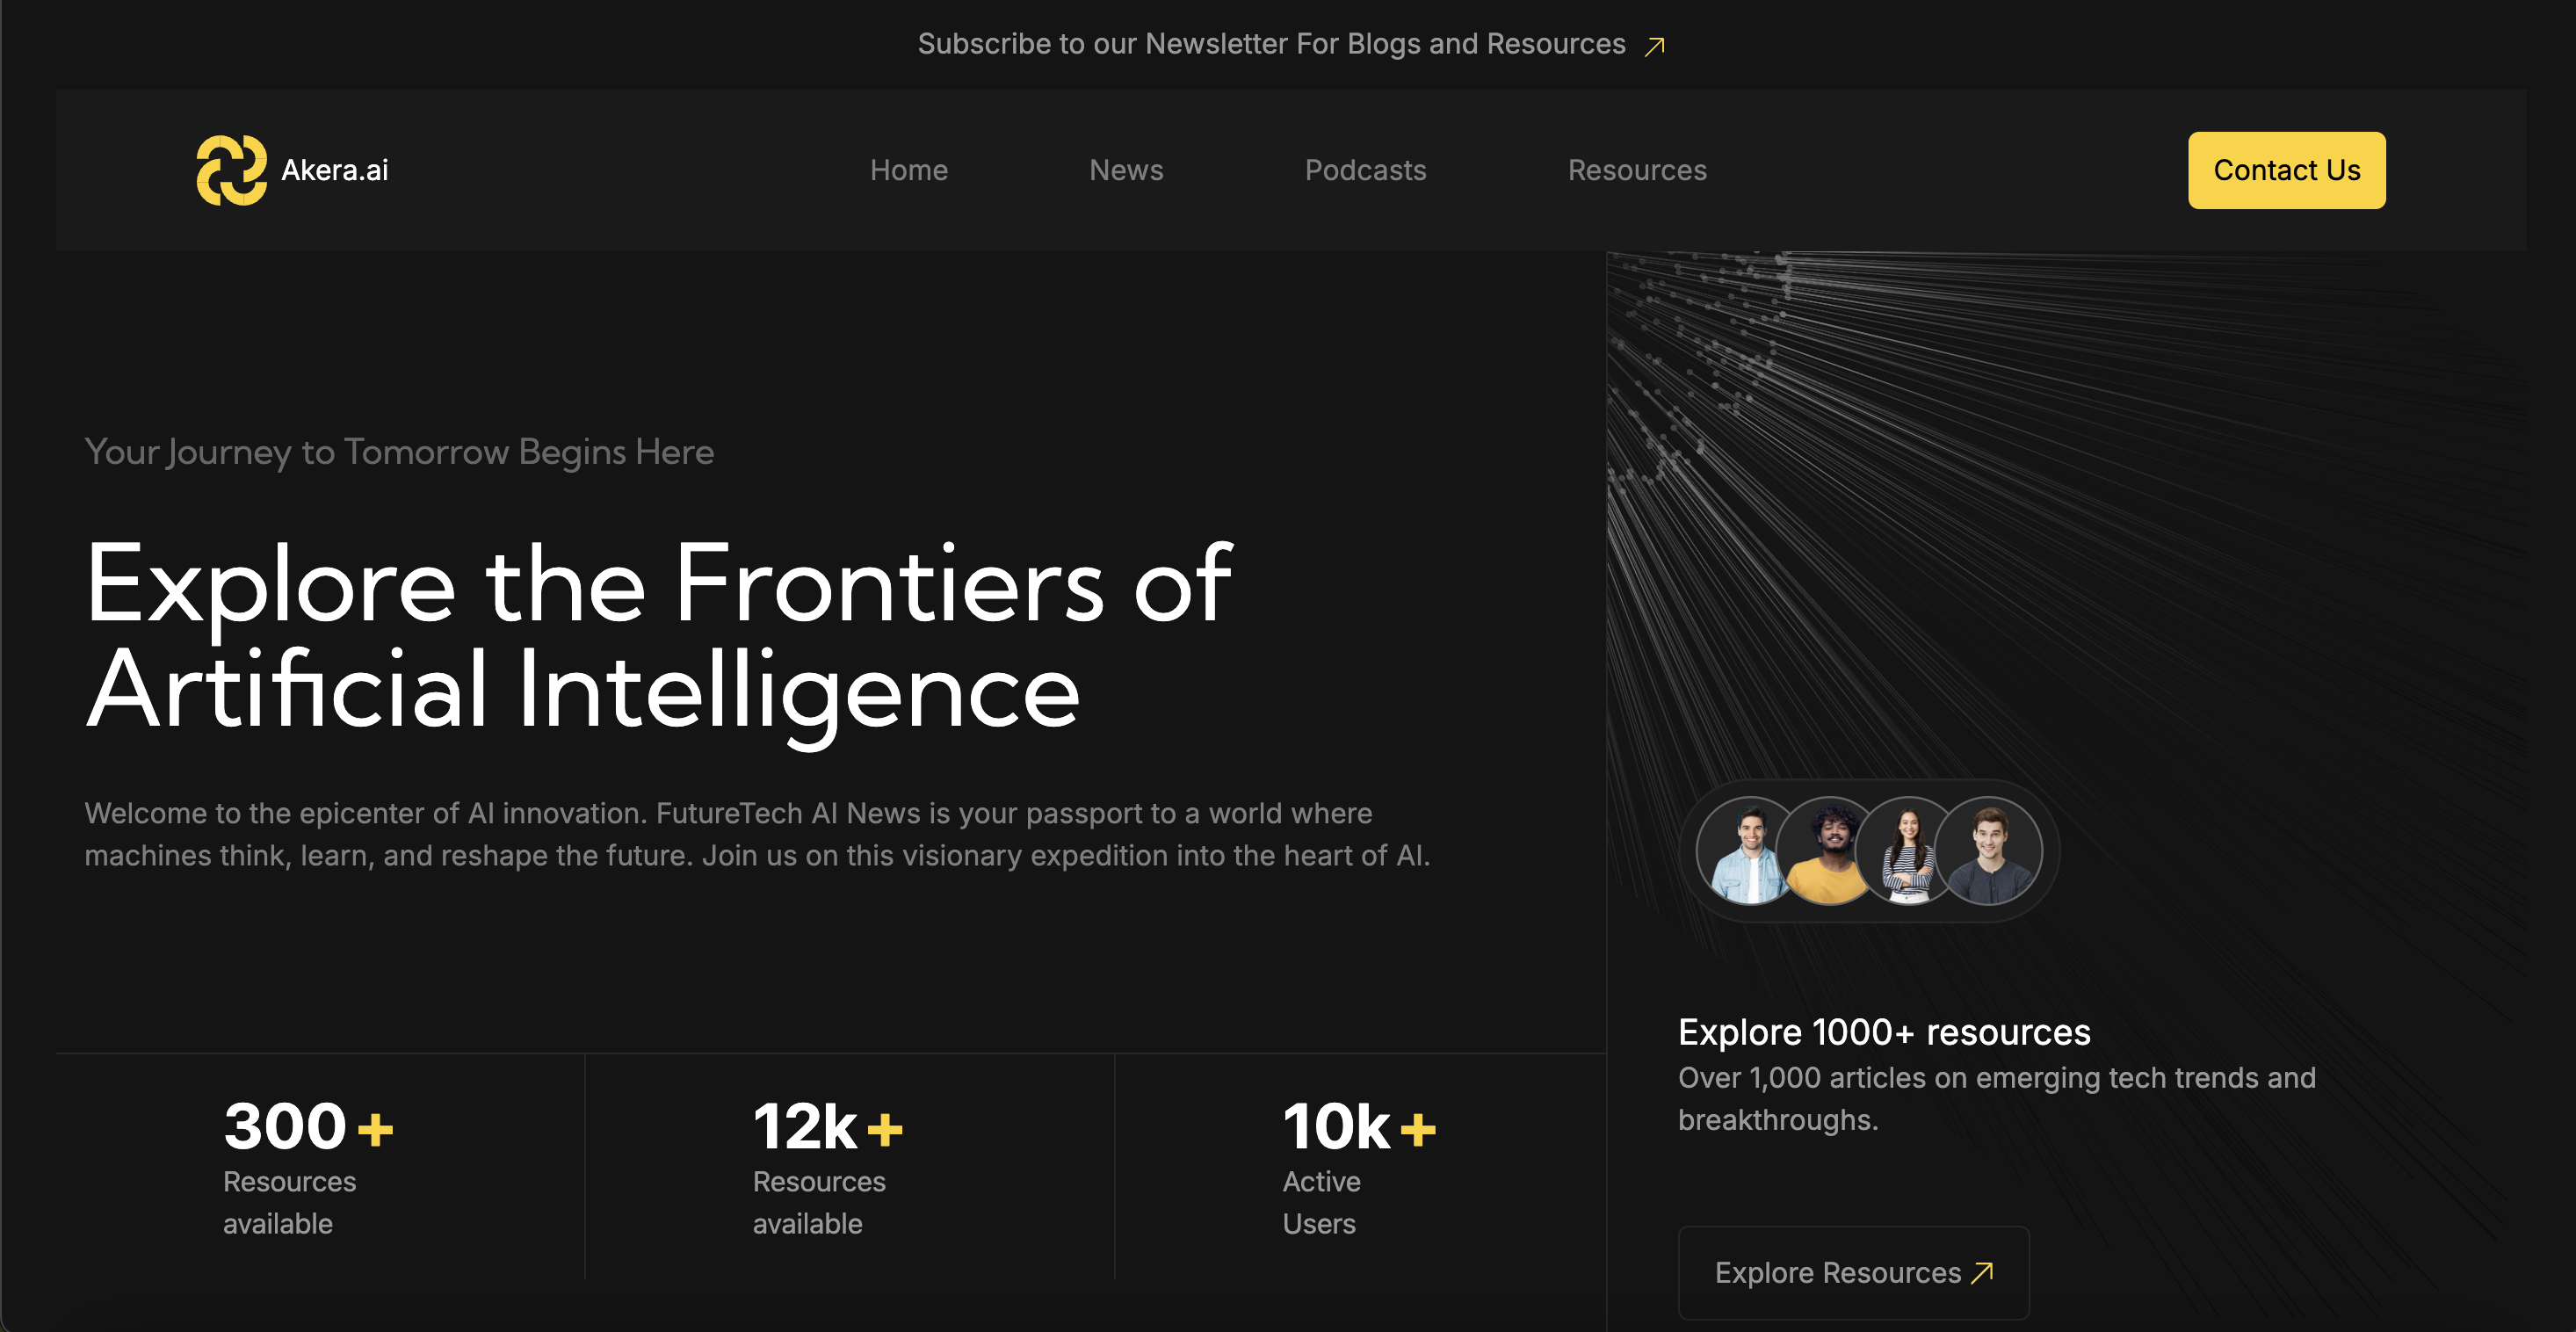 Subscribe to our Newsletter For Blogs and Resources
Akera.ai
Home
News
Podcasts
Resources
Contact Us
Your Journey to Tomorrow Begins Here
Explore the Frontiers of
Artificial Intelligence
Welcome to the epicenter of AI innovation. FutureTech AI News is your passport to a world where
machines think, learn, and reshape the future. Join us on this visionary expedition into the heart of AI.
300+
Resources
available
12k+
Resources
available
10k+
Active
Users
Explore 1000+ resources
Over 1,000 articles on emerging tech trends and
breakthroughs.
Explore Resources